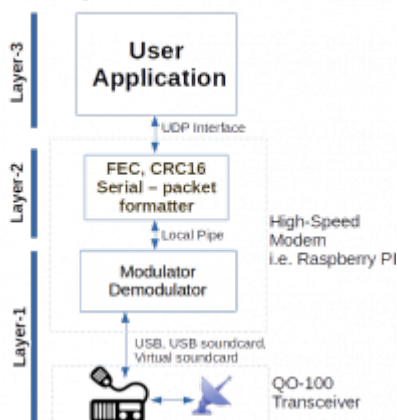 Layer-3
User
Application
UDP Interface
Layer-2
FEC, CRC16
Serial – packet
formatter
Local Pipe
High-Speed
Modem
i.e. Raspberry PI
Layer-1
Modulator
Demodulator
USB, USB soundcard,
Virtual soundcard
QO-100
Transceiver